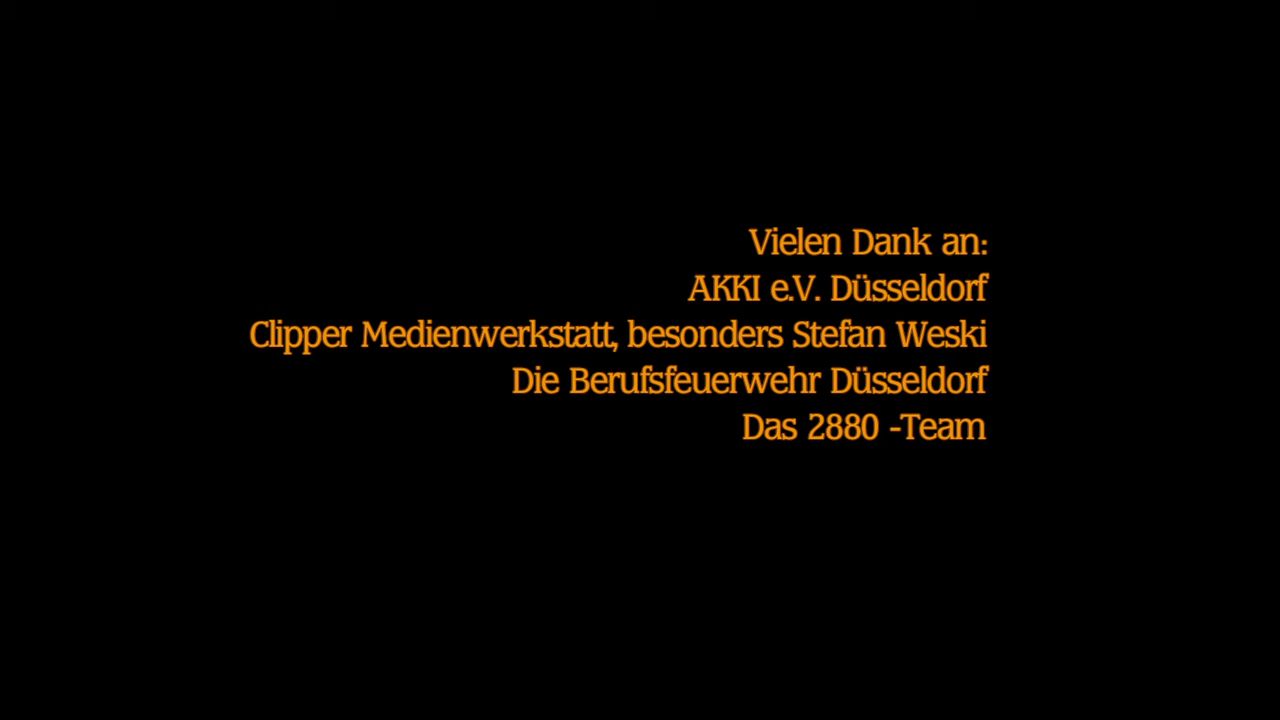 Vielen Dank an:
AKKI e.V. Düsseldorf
Clipper Medienwerkstatt, besonders Stefan Weski
Die Berufsfeuerwehr Düsseldorf
Das 2880 -Team